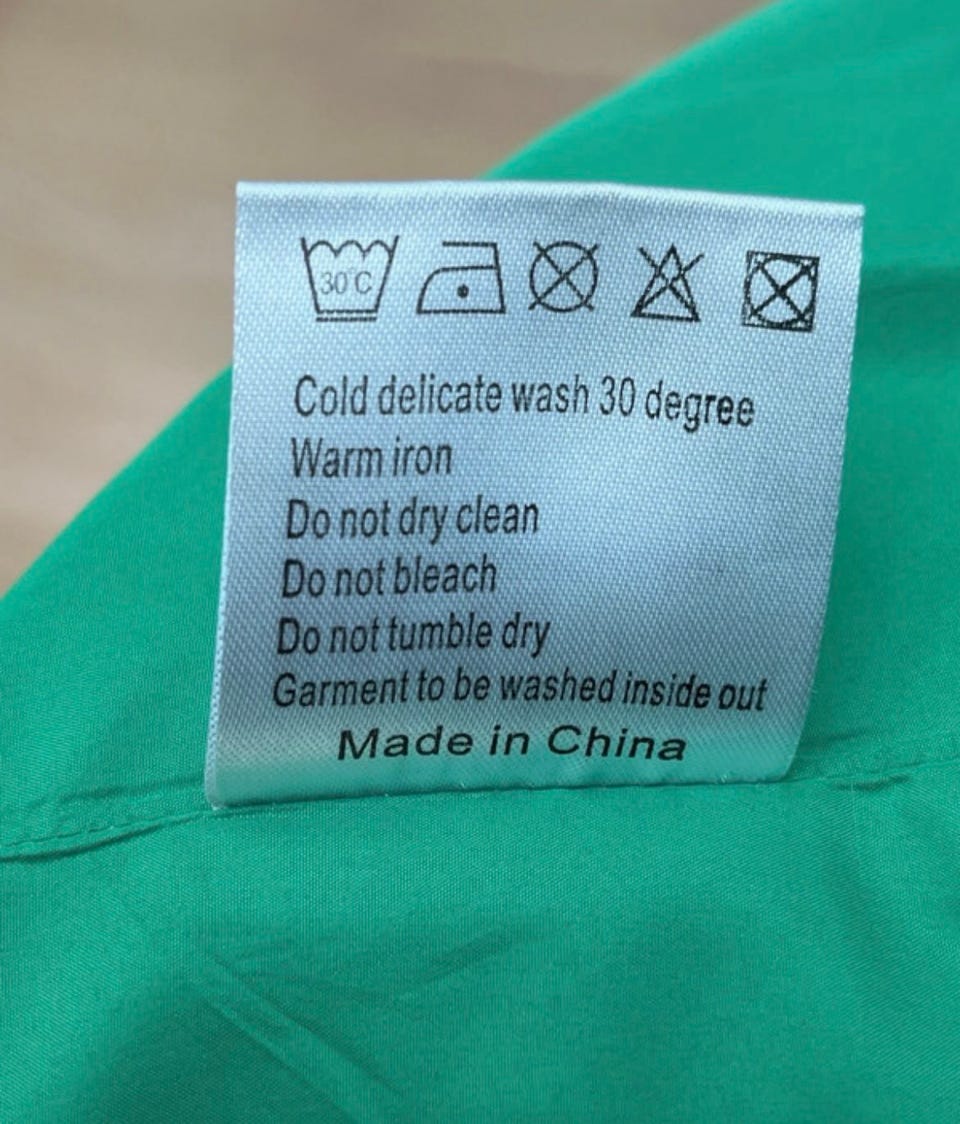 30°C
Cold delicate wash 30 degree
Warm iron
Do not dry clean
Do not bleach
Do not tumble dry
Garment to be washed inside out
Made in China